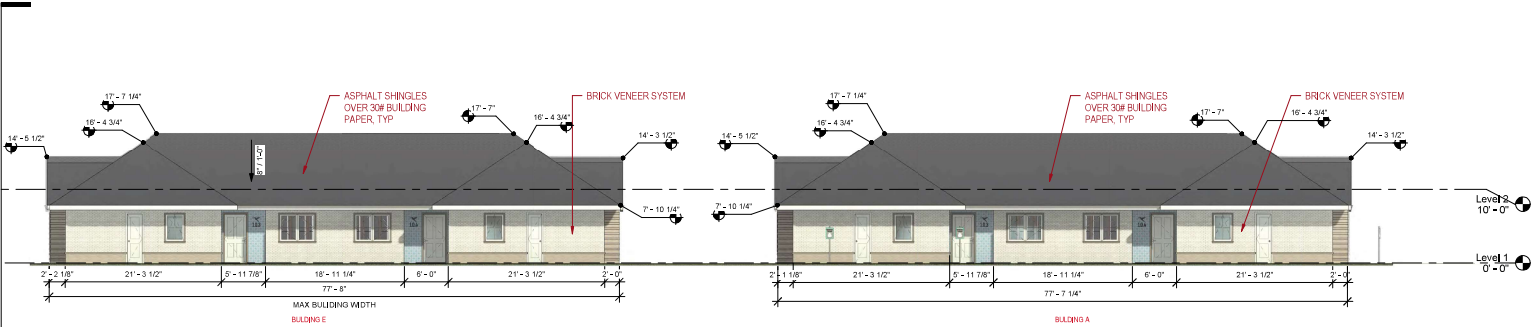 ASPHALT SHINGLES
OVER 30# BUILDING
PAPER, TYP
BRICK VENEER SYSTEM
17' - 7 1/4"
16' - 4 3/4"
14' - 5 1/2"
8" / 1'-0"
17' - 7"
16' - 4 3/4"
14' - 3 1/2"
7' - 10 1/4"
2' - 2 1/8"
21' - 3 1/2"
5' - 11 7/8"
18' - 11 1/4"
6' - 0"
21' - 3 1/2"
2' - 0"
77' - 8"
MAX BULIDING WIDTH
BULDING E
ASPHALT SHINGLES
OVER 30# BUILDING
PAPER, TYP
BRICK VENEER SYSTEM
17' - 7 1/4"
16' - 4 3/4"
14' - 5 1/2"
7' - 10 1/4"
17' - 7"
16' - 4 3/4"
14' - 3 1/2"
2' - 1 1/8"
21' - 3 1/2"
5' - 11 7/8"
18' - 11 1/4"
6' - 0"
21' - 3 1/2"
2' - 0"
77' - 7 1/4"
BULDING A
Level 2
10' - 0"
Level 1
0' - 0"